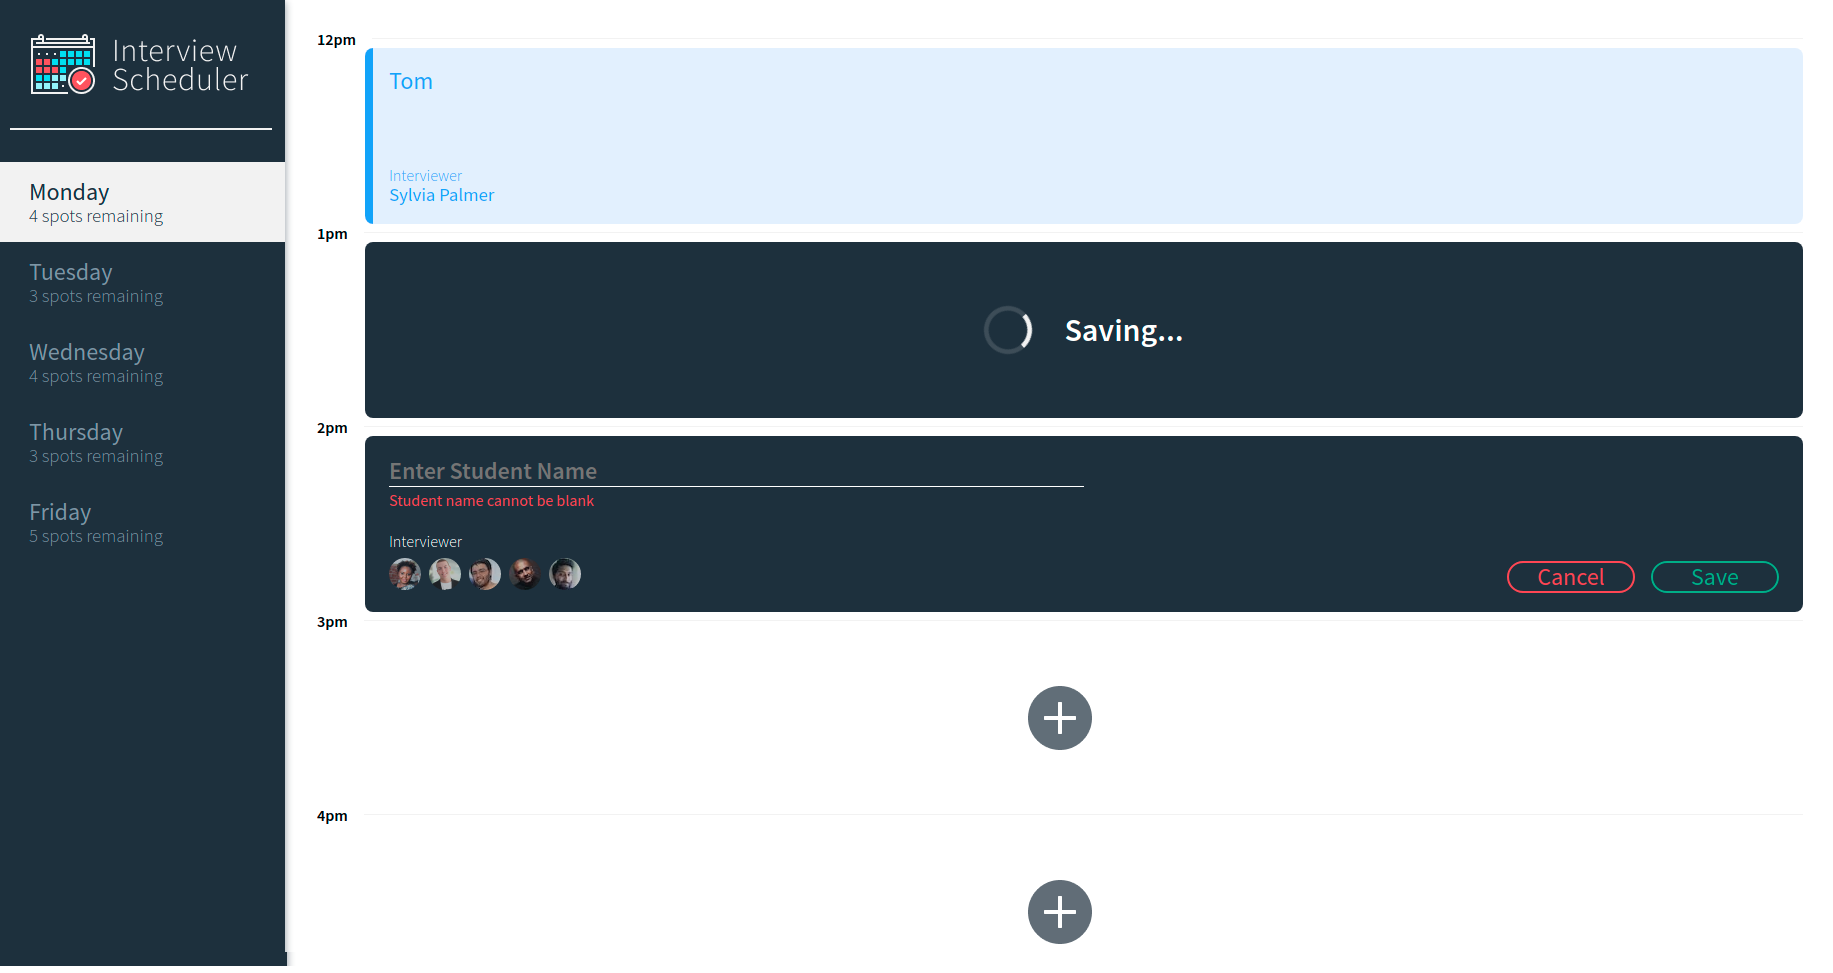 Interview
Scheduler
Monday
4 spots remaining
Tuesday
3 spots remaining
Wednesday
4 spots remaining
Thursday
3 spots remaining
Friday
5 spots remaining
12pm
Tom
Interviewer
Sylvia Palmer
1pm
Saving...
2pm
Enter Student Name
Student name cannot be blank
Interviewer
Cancel
Save
3pm
4pm